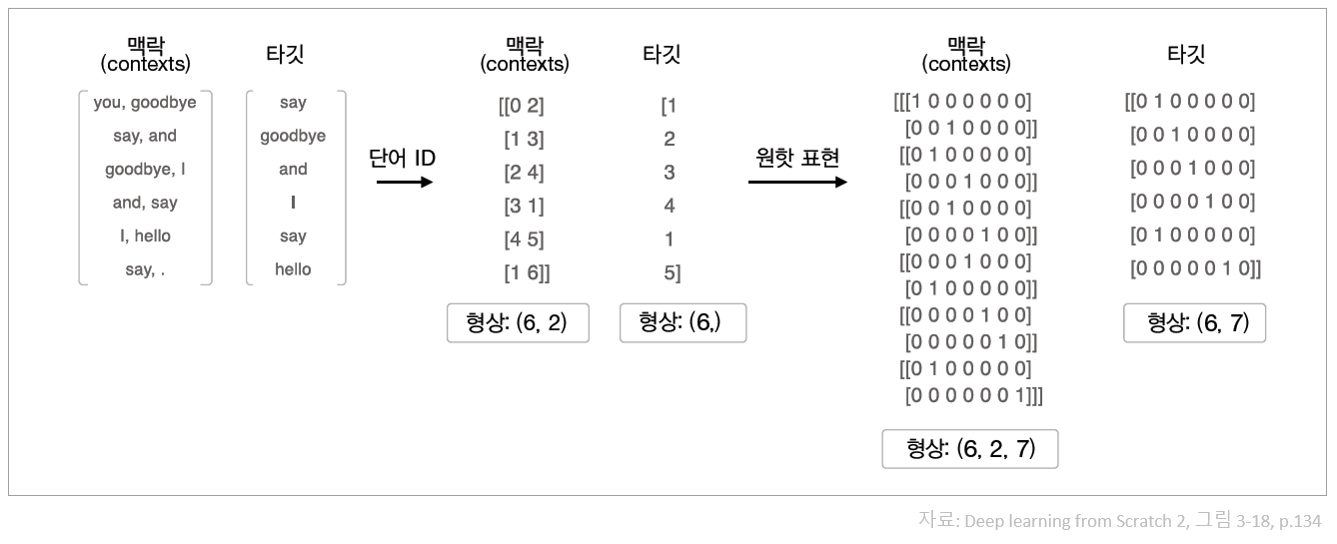 맥락
(contexts)
you, goodbye
say, and
goodbye, I
and, say
I, hello
say, .
타깃
say
goodbye
and
I
say
hello
단어 ID
맥락
(contexts)
[[0 2]
[1 3]
[2 4]
[3 1]
[4 5]
[1 6]]
형상: (6, 2)
타깃
[1
2
3
4
1
5]
형상: (6,)
원핫 표현
맥락
(contexts)
[[[1 0 0 0 0 0 0]
[0 0 1 0 0 0 0]]
[[0 1 0 0 0 0 0]
[0 0 0 1 0 0 0]]
[[0 0 1 0 0 0 0]
[0 0 0 0 1 0 0]]
[[0 0 0 1 0 0 0]
[0 1 0 0 0 0 0]]
[[0 0 0 0 1 0 0]
[0 0 0 0 0 1 0]]
[[0 1 0 0 0 0 0]
[0 0 0 0 0 0 1]]]
형상: (6, 2, 7)
타깃
[[0 1 0 0 0 0 0]
[0 0 1 0 0 0 0]
[0 0 0 1 0 0 0]
[0 0 0 0 1 0 0]
[0 1 0 0 0 0 0]
[0 0 0 0 0 1 0]]
형상: (6, 7)
자료: Deep learning from Scratch 2, 그림 3-18, p.134